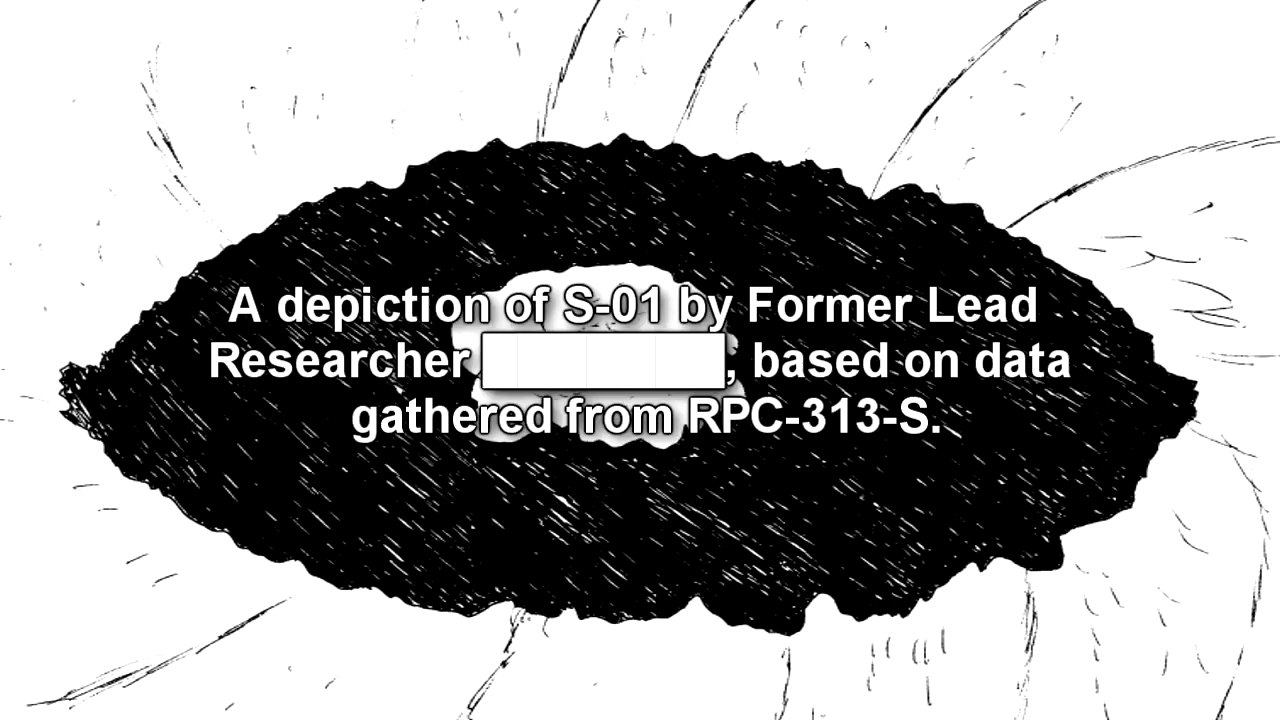 A depiction of S-01 by Former Lead
Researcher ████, based on data
gathered from RPC-313-S.